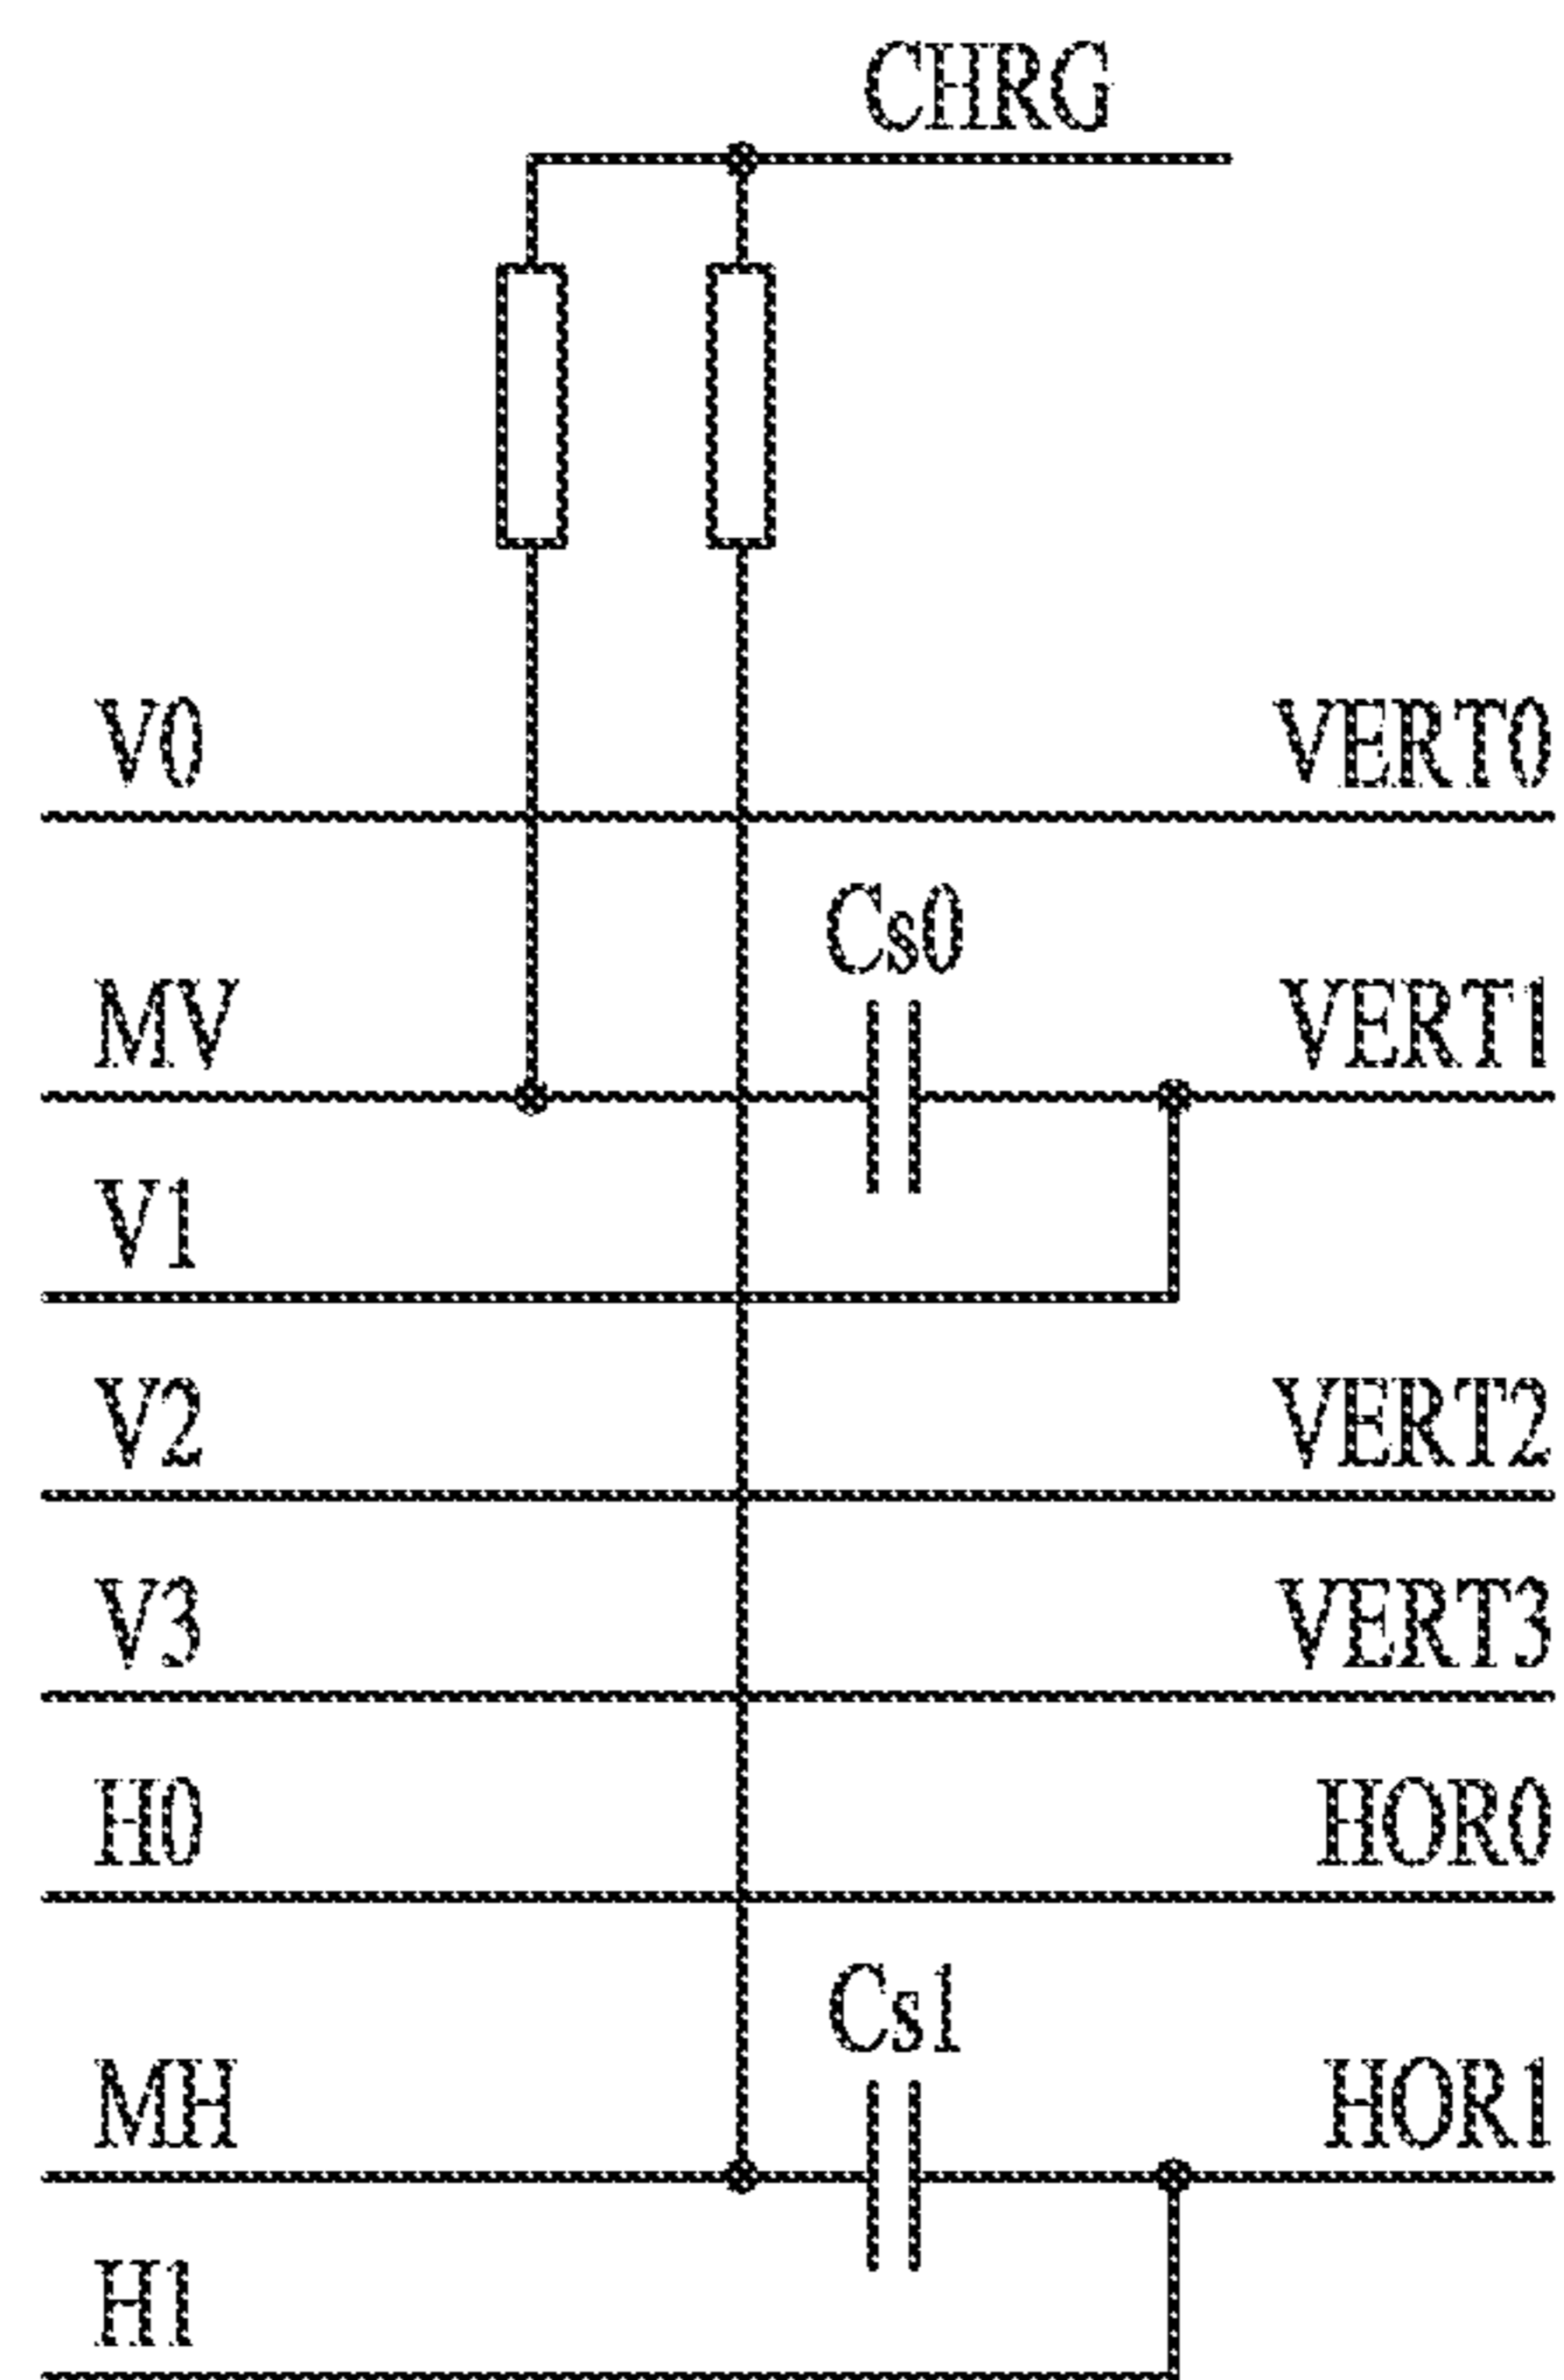 CHRG
V0 VERT0
Cs0
MV VERT1
V1
V2 VERT2
V3 VERT3
H0 HOR0
Cs1
MH HOR1
H1